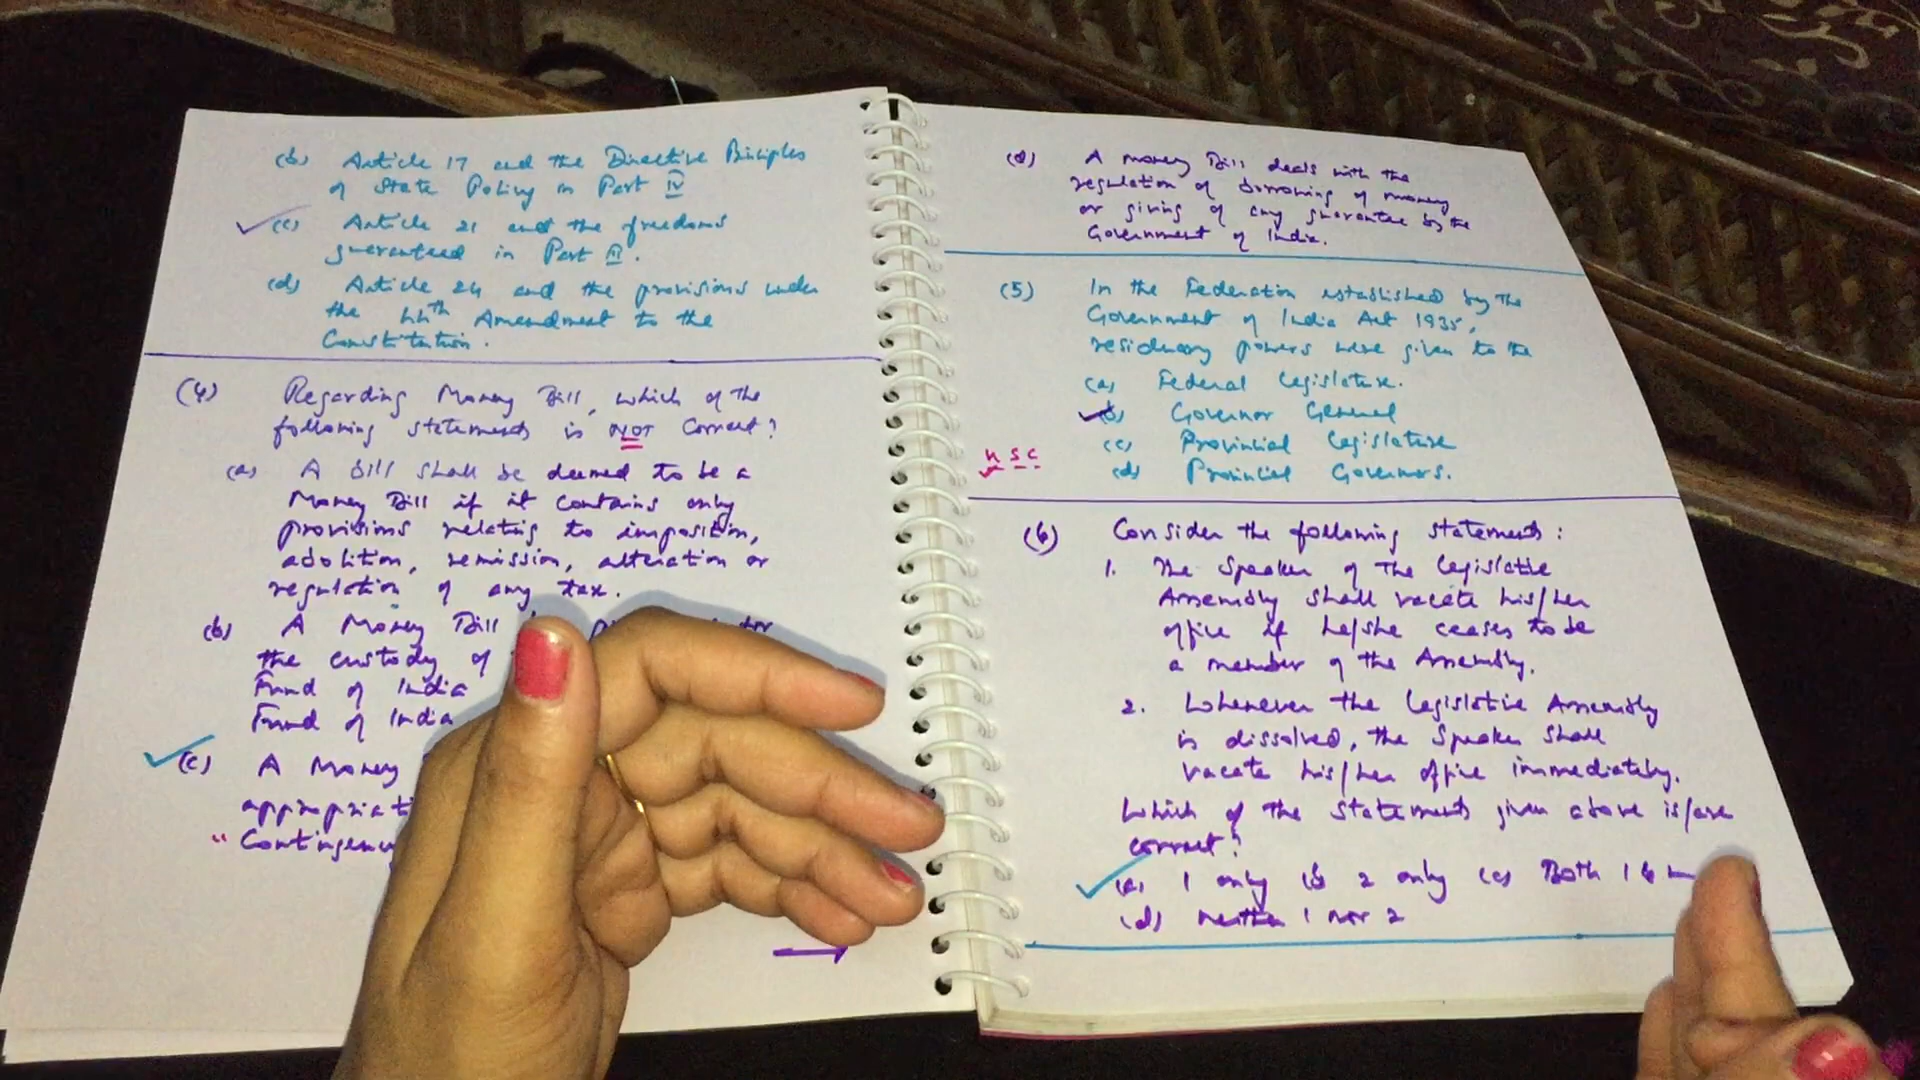 (b) Article 17 and the Directive Principles
of State Policy in Part IV
(c) Article 21 and the freedoms
guaranteed in Part III.
(d) Article 24 and the provisions under
the 44th Amendment to the
Constitution.
(4) Regarding Money Bill, which of the
following statements is NOT Correct?
(a) A bill shall be deemed to be a
Money Bill if it contains only
provisions relating to imposition,
abolition, remission, alteration or
regulation of any tax.
(b) A Money Bill
the custody of
Fund of India
Fund of India
(c) A Money
appropriati
"Contingency
(d) A money Bill deals with the
regulation of borrowing of money
or giving of any guarantee by the
Government of India.
(5) In the Federation established by the
Government of India Act 1935,
residuary powers were given to the
(a) Federal Legislature.
(b) Governor General
(c) Provincial Legislature
(d) Provincial Governors.
(6) Consider the following statements:
1. The Speaker of The Legislative
Assembly shall vacate his/her
office if he/she ceases to be
a member of the Assembly.
2. Whenever the Legislative Assembly
is dissolved, the Speaker shall
vacate his/her office immediately.
Which of the statements given above is/are
correct?
(a) 1 only (b) 2 only (c) Both 1 &
(d) Neither 1 nor 2